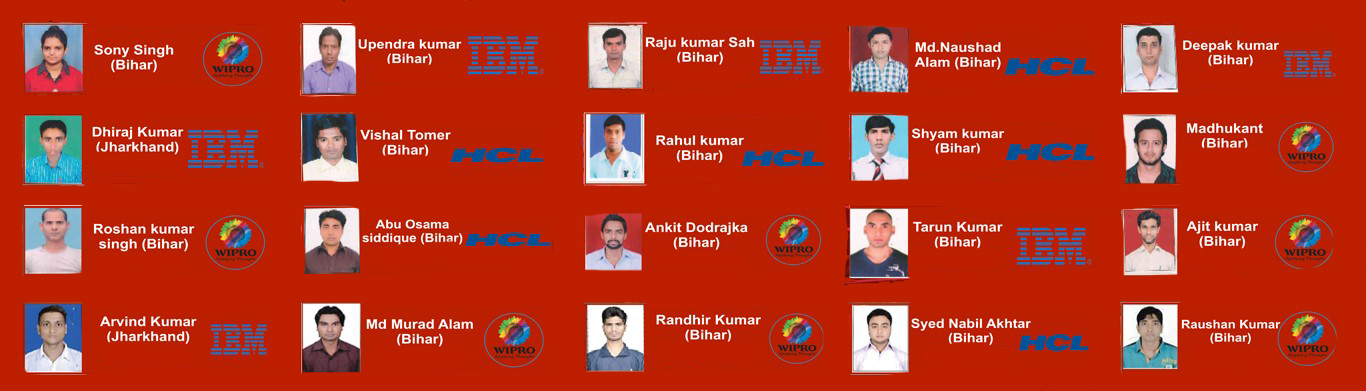 Sony Singh
(Bihar)
WIPRO
Upendra kumar
(Bihar)
IBM
Raju kumar Sah
(Bihar)
IBM
Md.Naushad
Alam (Bihar)
HCL
Deepak kumar
(Bihar)
IBM
Dhiraj Kumar
(Jharkhand)
IBM
Vishal Tomer
(Bihar)
HCL
Rahul kumar
(Bihar)
HCL
Shyam kumar
(Bihar)
HCL
Madhukant
(Bihar)
WIPRO
Roshan kumar
singh (Bihar)
WIPRO
Abu Osama
siddique (Bihar)
HCL
Ankit Dodrajka
(Bihar)
WIPRO
Tarun Kumar
(Bihar)
IBM
Ajit kumar
(Bihar)
WIPRO
Arvind Kumar
(Jharkhand)
IBM
Md Murad Alam
(Bihar)
WIPRO
Randhir Kumar
(Bihar)
WIPRO
Syed Nabil Akhtar
(Bihar)
HCL
Raushan Kumar
(Bihar)
WIPRO